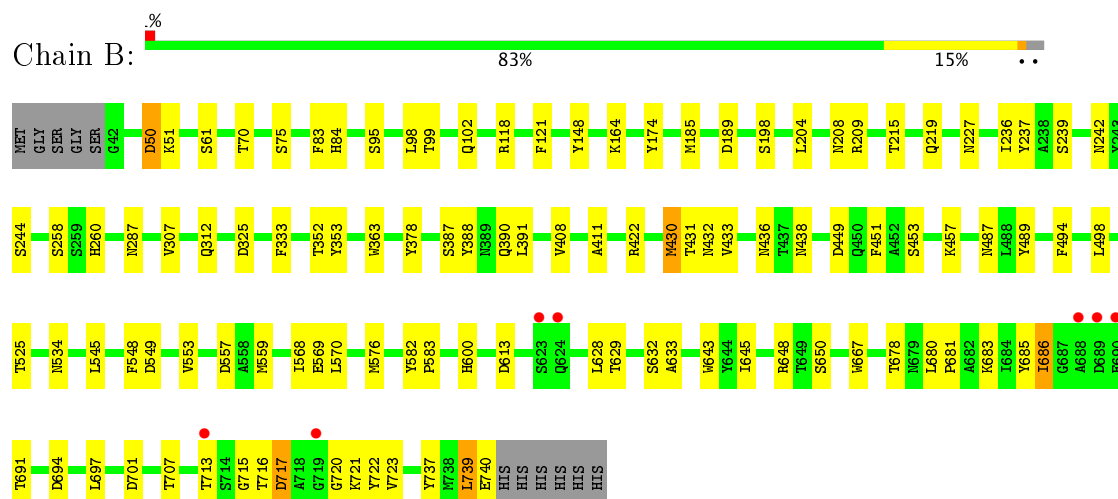 .%
Chain B:
83% 15% • •
MET GLY SER GLY SER G42 D50 K51 S61 T70 S75 F83 H84 S95 L98 T99 Q102 R118 F121 Y148 K164 Y174 M185 D189 S198 L204 N208 R209 T215 Q219 N227 I236 Y237 A238 S239 N242 Y243
S244 S258 S259 H260 N287 V307 Q312 D325 F333 T352 Y353 W363 Y378 S387 Y388 N389 Q390 L391 V408 A411 R422 M430 T431 N432 V433 N436 T437 N438 D449 Q450 F451 A452 S453 K457 N487 L488 Y489 F494 L498
T525 N534 L545 F548 D549 V553 D557 A558 M559 I568 E569 L570 M576 Y582 P583 H600 D613 S623 Q624 L628 T629 S632 A633 W643 Y644 I645 R648 T649 S650 W667 T678 N679 L680 P681 A682 K683 I684 Y685 I686 G687 A688 D689
T691 D694 L697 D701 T707 T713 S714 G715 T716 D717 A718 G719 G720 K721 Y722 V723 Y737 M738 L739 E740 HIS HIS HIS HIS HIS HIS